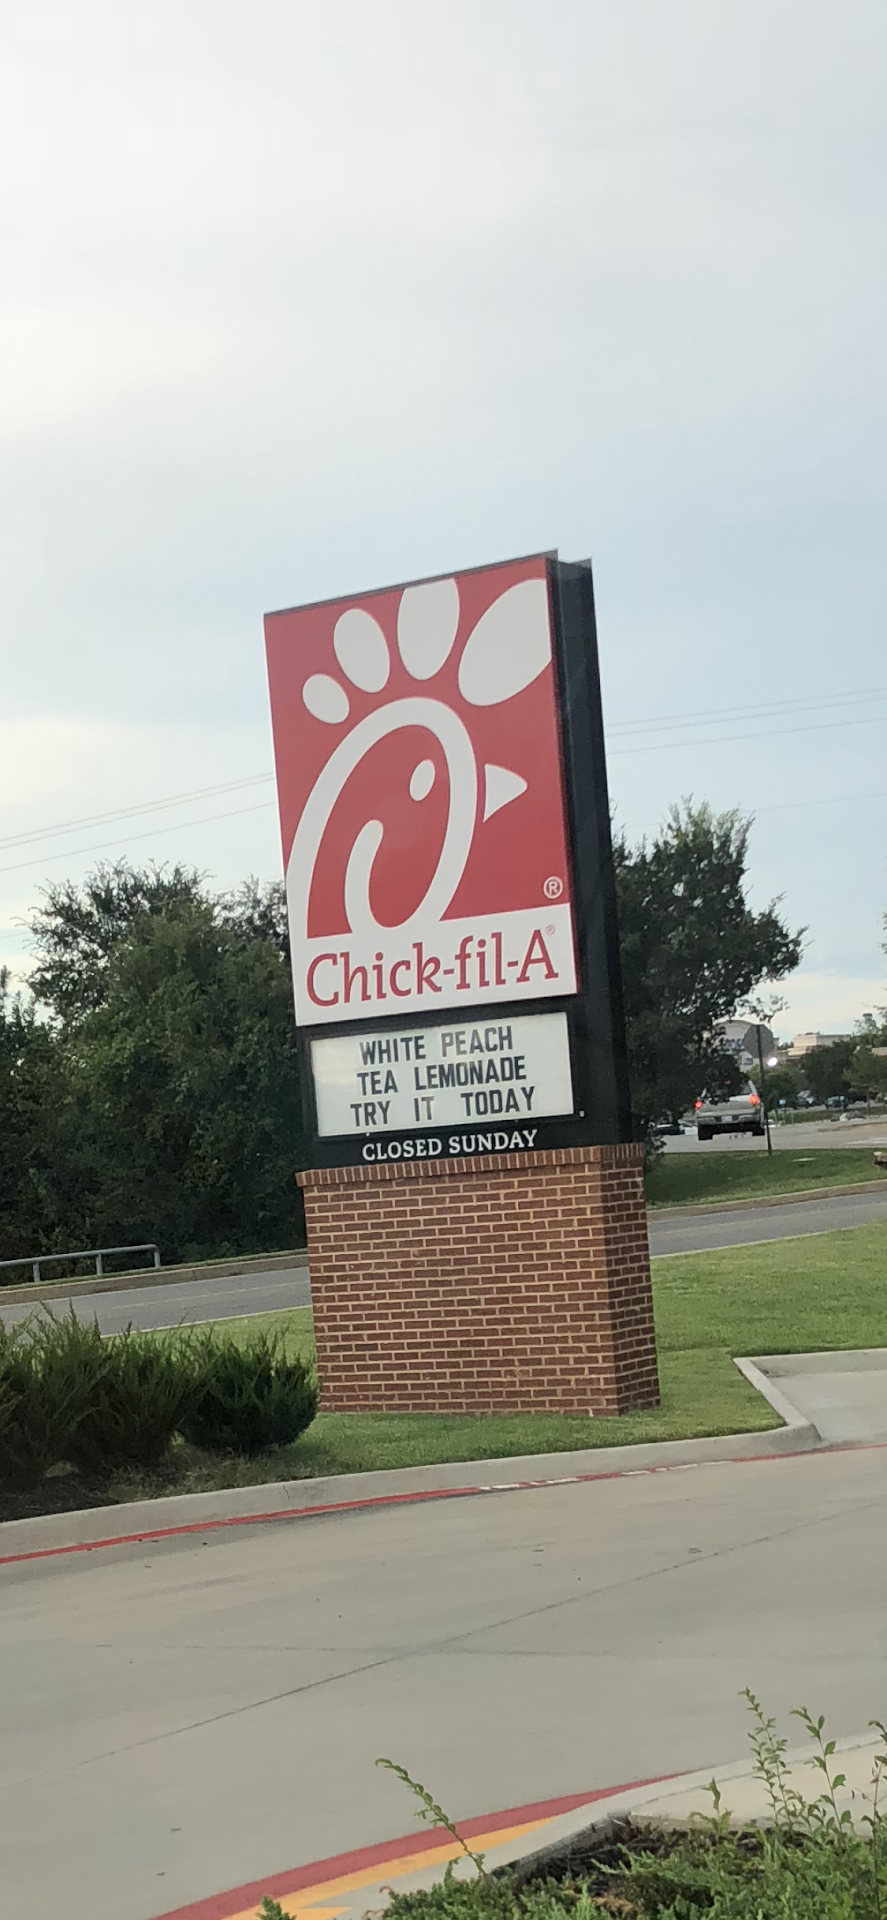 ®
Chick-fil-A®
WHITE PEACH
TEA LEMONADE
TRY IT TODAY
CLOSED SUNDAY